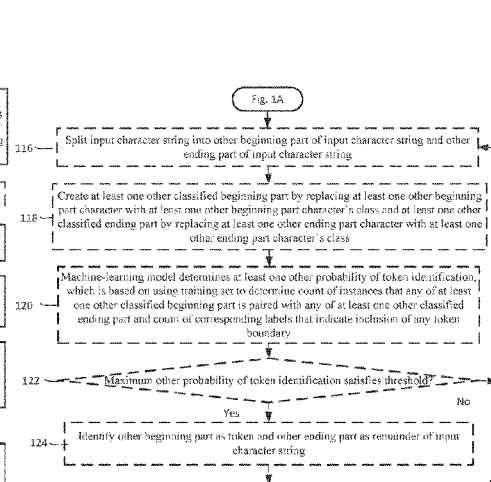 Fig. 1A
116
Split input character string into other beginning part of input character string and other
ending part of input character string
118
Create at least one other classified beginning part by replacing at least one other beginning
part character with at least one other beginning part character's class and at least one other
classified ending part by replacing at least one other ending part character with at least one
other ending part character's class
120
Machine-learning model determines at least one other probability of token identification,
which is based on using training set to determine count of instances that any of at least
one other classified beginning part is paired with any of at least one other classified
ending part and count of corresponding labels that indicate inclusion of any token
boundary
122
Maximum other probability of token identification satisfies threshold?
No
Yes
124
Identify other beginning part as token and other ending part as remainder of input
character string